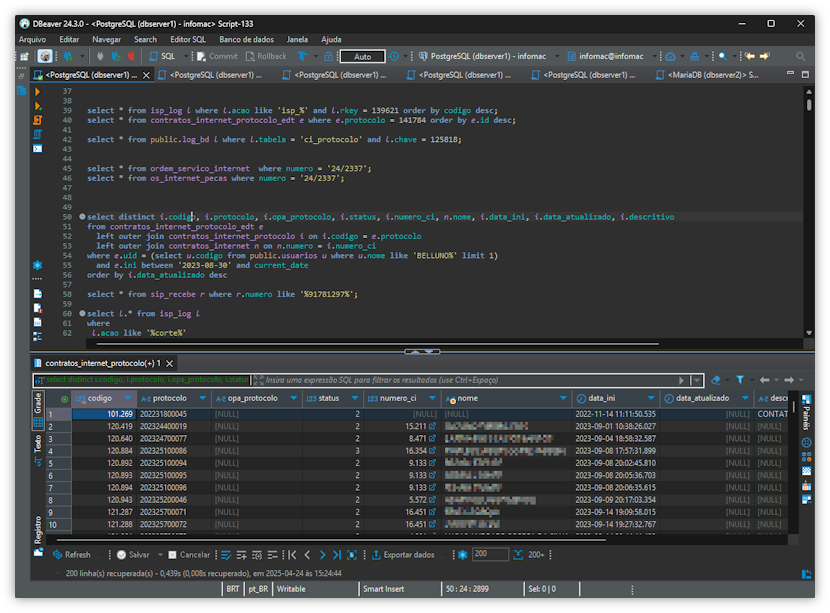 DBeaver 24.3.0 - <PostgreSQL (dbserver1) - infomac> Script-133
Arquivo Editar Navegar Search Editor SQL Banco de dados Janela Ajuda
SQL Commit Rollback Auto PostgreSQL (dbserver1) - infomac infomac@infomac
<PostgreSQL (dbserver1) ... <PostgreSQL (dbserver1) ... <PostgreSQL (dbserver1) ... <PostgreSQL (dbserver1) ... <PostgreSQL (dbserver1) ... <MariaDB (dbserver2)> S...
37
38
39 select * from isp_log l where l.acao like 'isp_%' and l.rkey = 139621 order by codigo desc;
40 select * from contratos_internet_protocolo_edt e where e.protocolo = 141784 order by e.id desc;
41
42 select * from public.log_bd l where l.tabela = 'ci_protocolo' and l.chave = 125818;
43
44
45 select * from ordem_servico_internet where numero = '24/2337';
46 select * from os_internet_pecas where numero = '24/2337';
47
48
49
50 select distinct i.codigo, i.protocolo, i.opa_protocolo, i.status, i.numero_ci, n.nome, i.data_ini, i.data_atualizado, i.descritivo
51 from contratos_internet_protocolo_edt e
52 left outer join contratos_internet_protocolo i on i.codigo = e.protocolo
53 left outer join contratos_internet n on n.numero = i.numero_ci
54 where e.uid = (select u.codigo from public.usuarios u where u.nome like 'BELLUNO%' limit 1)
55 and e.ini between '2023-08-30' and current_date
56 order by i.data_atualizado desc
57
58 select * from sip_recebe r where r.numero like '%91781297%';
59
60 select l.* from isp_log l
61 where
62 l.acao like '%corte%'
contratos_internet_protocolo(+) 1
select distinct i.codigo, i.protocolo, i.opa_protocolo, i.status Insira uma expressão SQL para filtrar os resultados (use Ctrl+Espaço)
Grade Texto Registro Painéis
codigo protocolo opa_protocolo status numero_ci nome data_ini data_atualizado descr
1 101.269 202231800045 [NULL] 2 [NULL] [NULL] 2022-11-14 11:11:50.535 [NULL] CONTAT
2 120.419 202324400019 [NULL] 2 15.211 2023-09-01 10:38:26.027 [NULL] [NULL]
3 120.640 202324700077 [NULL] 2 8.471 2023-09-04 18:58:32.587 [NULL] [NULL]
4 120.884 202325100086 [NULL] 3 16.354 2023-09-08 17:57:31.899 [NULL] [NULL]
5 120.892 202325100094 [NULL] 2 9.133 2023-09-08 20:02:45.810 [NULL] [NULL]
6 120.893 202325100095 [NULL] 2 9.133 2023-09-08 20:05:36.703 [NULL] [NULL]
7 120.894 202325100096 [NULL] 2 9.133 2023-09-08 20:06:35.615 [NULL] [NULL]
8 120.943 202325200046 [NULL] 2 5.572 2023-09-09 20:17:03.354 [NULL] [NULL]
9 121.287 202325700071 [NULL] 2 16.451 2023-09-14 19:09:58.015 [NULL] [NULL]
10 121.288 202325700072 [NULL] 2 16.451 2023-09-14 19:27:32.767 [NULL] [NULL]
Refresh Salvar Cancelar Exportar dados 200 200+
200 linha(s) recuperada(s) - 0,439s (0,008s recuperado), em 2025-04-24 às 15:24:44
BRT pt_BR Writable Smart Insert 50 : 24 : 2899 Sel: 0 | 0